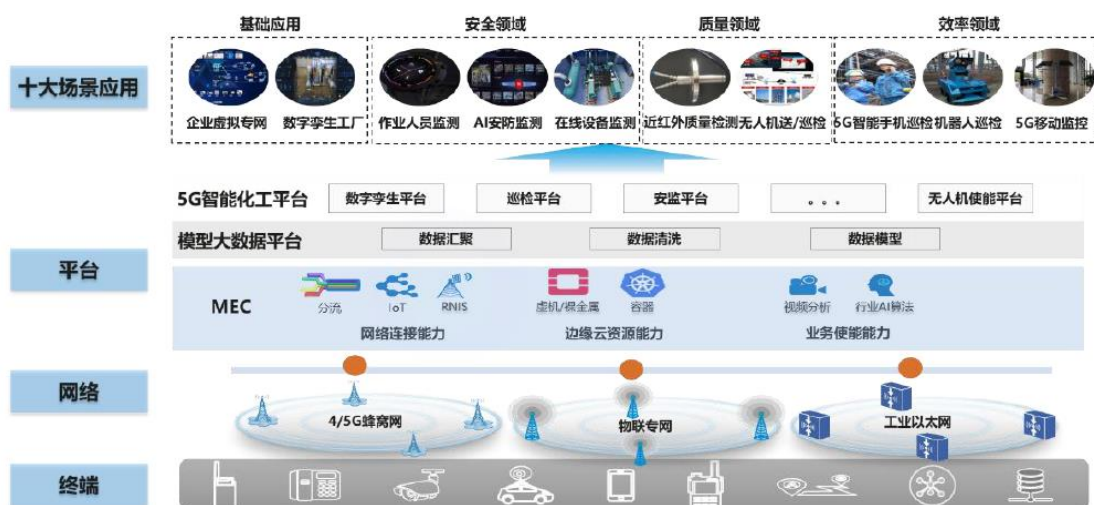 基础应用 安全领域 质量领域 效率领域
十大场景应用
企业虚拟专网 数字孪生工厂 作业人员监测 AI安防监测 在线设备监测 近红外质量检测 无人机送/巡检 5G智能手机巡检 机器人巡检 5G移动监控
5G智能化工平台 数字孪生平台 巡检平台 安监平台 。。。 无人机使能平台
模型大数据平台 数据汇聚 数据清洗 数据模型
平台
MEC
分流 IoT RNIS 虚机/裸金属 容器 视频分析 行业AI算法
网络连接能力 边缘云资源能力 业务使能能力
网络
4/5G蜂窝网 物联专网 工业以太网
终端